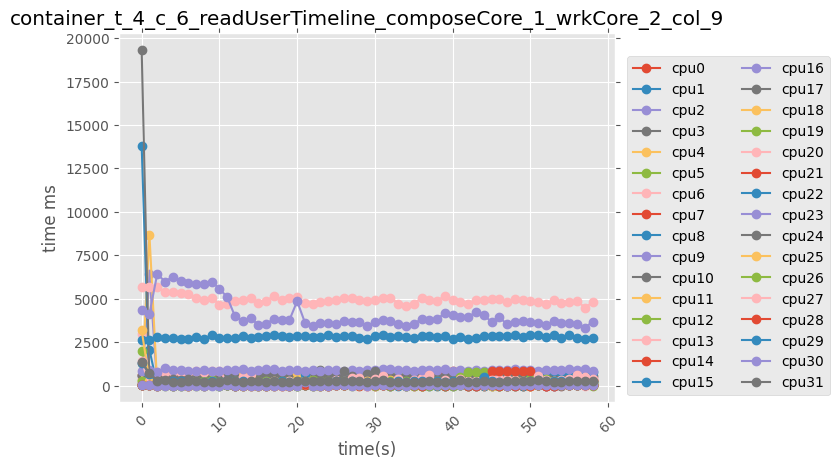 container_t_4_c_6_readUserTimeline_composeCore_1_wrkCore_2_col_9
20000
17500
15000
12500
10000
7500
5000
2500
0
time ms
0
10
20
30
40
50
60
time(s)
cpu0
cpu1
cpu2
cpu3
cpu4
cpu5
cpu6
cpu7
cpu8
cpu9
cpu10
cpu11
cpu12
cpu13
cpu14
cpu15
cpu16
cpu17
cpu18
cpu19
cpu20
cpu21
cpu22
cpu23
cpu24
cpu25
cpu26
cpu27
cpu28
cpu29
cpu30
cpu31